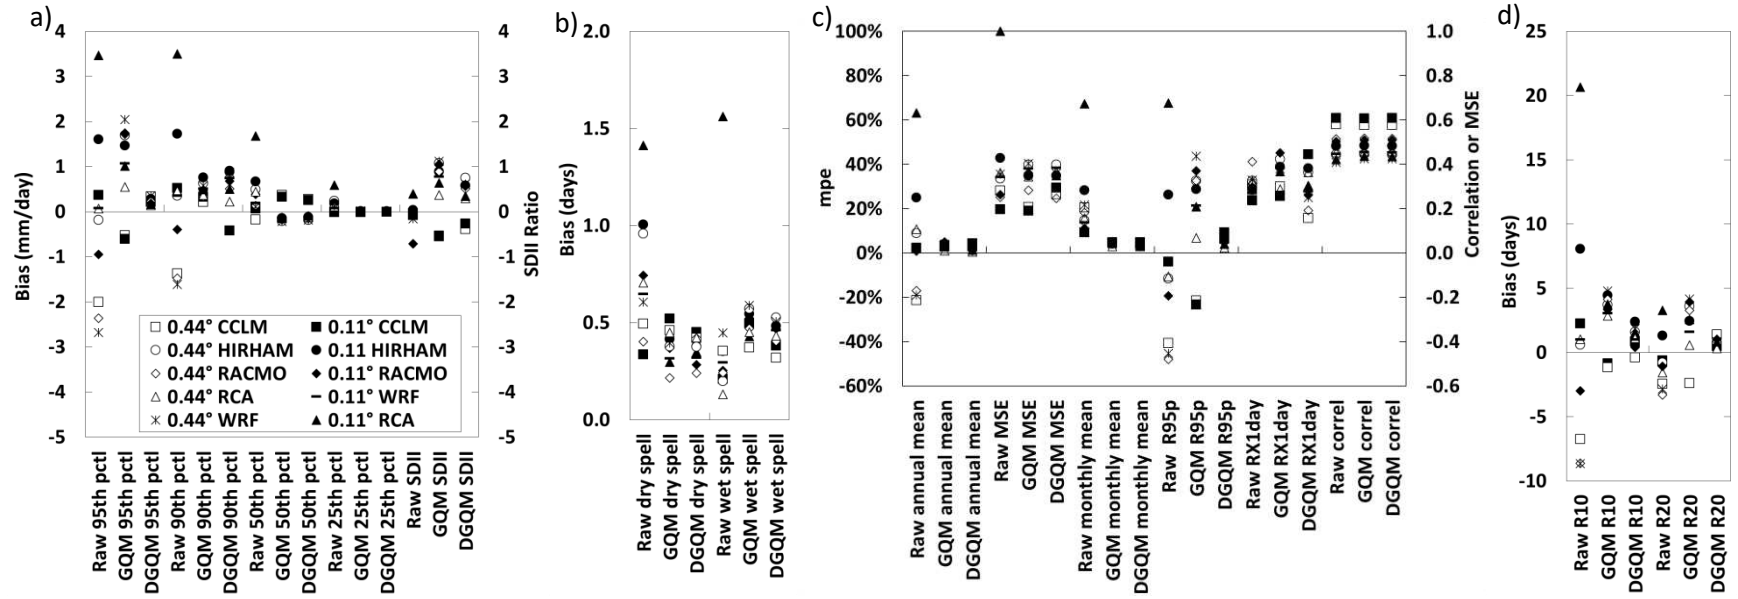 a)
4
3
2
1
0
-1
-2
-3
-4
-5
Bias (mm/day)
4
3
2
1
0
-1
-2
-3
-4
-5
SDII Ratio
0.44° CCLM
0.11° CCLM
0.44° HIRHAM
0.11 HIRHAM
0.44° RACMO
0.11° RACMO
0.44° RCA
0.11° WRF
0.44° WRF
0.11° RCA
Raw 95th pctl
GQM 95th pctl
DGQM 95th pctl
Raw 90th pctl
GQM 90th pctl
DGQM 90th pctl
Raw 50th pctl
GQM 50th pctl
DGQM 50th pctl
Raw 25th pctl
GQM 25th pctl
DGQM 25th pctl
Raw SDII
GQM SDII
DGQM SDII
b)
2.0
1.5
1.0
0.5
0.0
Bias (days)
Raw dry spell
GQM dry spell
DGQM dry spell
Raw wet spell
GQM wet spell
DGQM wet spell
c)
100%
80%
60%
40%
20%
0%
-20%
-40%
-60%
mpe
1.0
0.8
0.6
0.4
0.2
0.0
-0.2
-0.4
-0.6
Correlation or MSE
Raw annual mean
GQM annual mean
DGQM annual mean
Raw MSE
GQM MSE
DGQM MSE
Raw monthly mean
GQM monthly mean
DGQM monthly mean
Raw R95p
GQM R95p
DGQM R95p
Raw RX1day
GQM RX1day
DGQM RX1day
Raw correl
GQM correl
DGQM correl
d)
25
20
15
10
5
0
-5
-10
Bias (days)
Raw R10
GQM R10
DGQM R10
Raw R20
GQM R20
DGQM R20